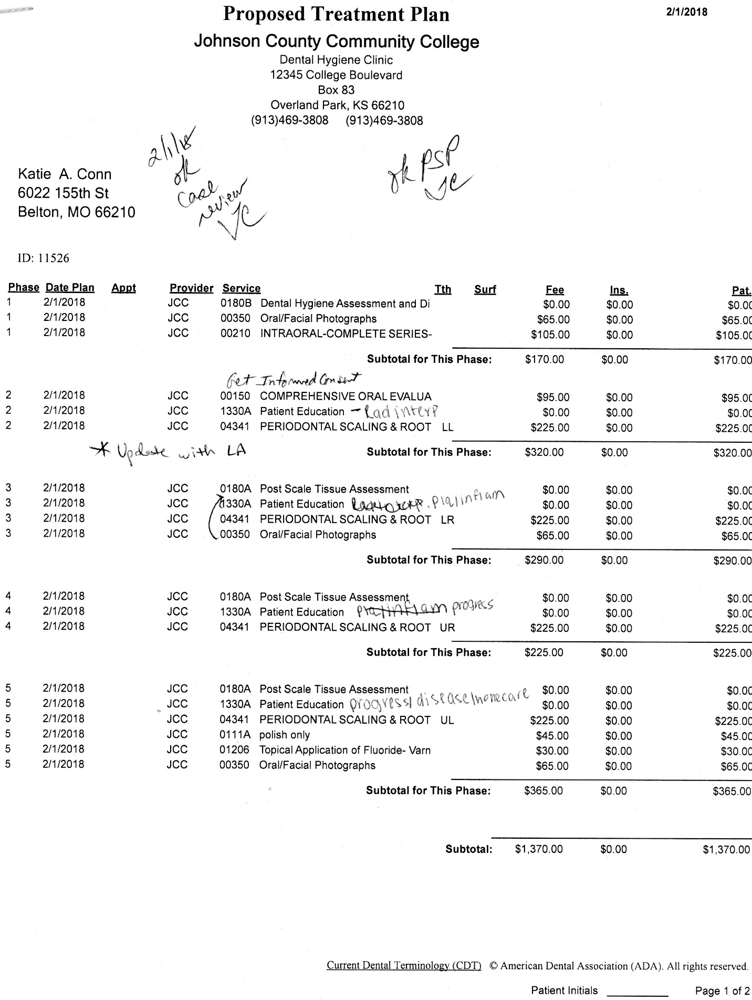 Proposed Treatment Plan 2/1/2018
Johnson County Community College
Dental Hygiene Clinic
12345 College Boulevard
Box 83
Overland Park, KS 66210
(913)469-3808 (913)469-3808
2/1/18
ok
Case
review
VC
ok PSP
VC
Katie A. Conn
6022 155th St
Belton, MO 66210
ID: 11526
Phase Date Plan Appt Provider Service Tth Surf Fee Ins. Pat.
1 2/1/2018 JCC 0180B Dental Hygiene Assessment and Di $0.00 $0.00 $0.00
1 2/1/2018 JCC 00350 Oral/Facial Photographs $65.00 $0.00 $65.00
1 2/1/2018 JCC 00210 INTRAORAL-COMPLETE SERIES- $105.00 $0.00 $105.00
Subtotal for This Phase: $170.00 $0.00 $170.00
Get Informed Consent
2 2/1/2018 JCC 00150 COMPREHENSIVE ORAL EVALUA $95.00 $0.00 $95.00
2 2/1/2018 JCC 1330A Patient Education - Rad interp $0.00 $0.00 $0.00
2 2/1/2018 JCC 04341 PERIODONTAL SCALING & ROOT LL $225.00 $0.00 $225.00
* Update with LA Subtotal for This Phase: $320.00 $0.00 $320.00
3 2/1/2018 JCC 0180A Post Scale Tissue Assessment $0.00 $0.00 $0.00
3 2/1/2018 JCC 1330A Patient Education pla/inflam $0.00 $0.00 $0.00
3 2/1/2018 JCC 04341 PERIODONTAL SCALING & ROOT LR $225.00 $0.00 $225.00
3 2/1/2018 JCC 00350 Oral/Facial Photographs $65.00 $0.00 $65.00
Subtotal for This Phase: $290.00 $0.00 $290.00
4 2/1/2018 JCC 0180A Post Scale Tissue Assessment $0.00 $0.00 $0.00
4 2/1/2018 JCC 1330A Patient Education pla/inflam progress $0.00 $0.00 $0.00
4 2/1/2018 JCC 04341 PERIODONTAL SCALING & ROOT UR $225.00 $0.00 $225.00
Subtotal for This Phase: $225.00 $0.00 $225.00
5 2/1/2018 JCC 0180A Post Scale Tissue Assessment $0.00 $0.00 $0.00
5 2/1/2018 JCC 1330A Patient Education progress/disease/homecare $0.00 $0.00 $0.00
5 2/1/2018 JCC 04341 PERIODONTAL SCALING & ROOT UL $225.00 $0.00 $225.00
5 2/1/2018 JCC 0111A polish only $45.00 $0.00 $45.00
5 2/1/2018 JCC 01206 Topical Application of Fluoride- Varn $30.00 $0.00 $30.00
5 2/1/2018 JCC 00350 Oral/Facial Photographs $65.00 $0.00 $65.00
Subtotal for This Phase: $365.00 $0.00 $365.00
Subtotal: $1,370.00 $0.00 $1,370.00
Current Dental Terminology (CDT) © American Dental Association (ADA). All rights reserved.
Patient Initials Page 1 of 2